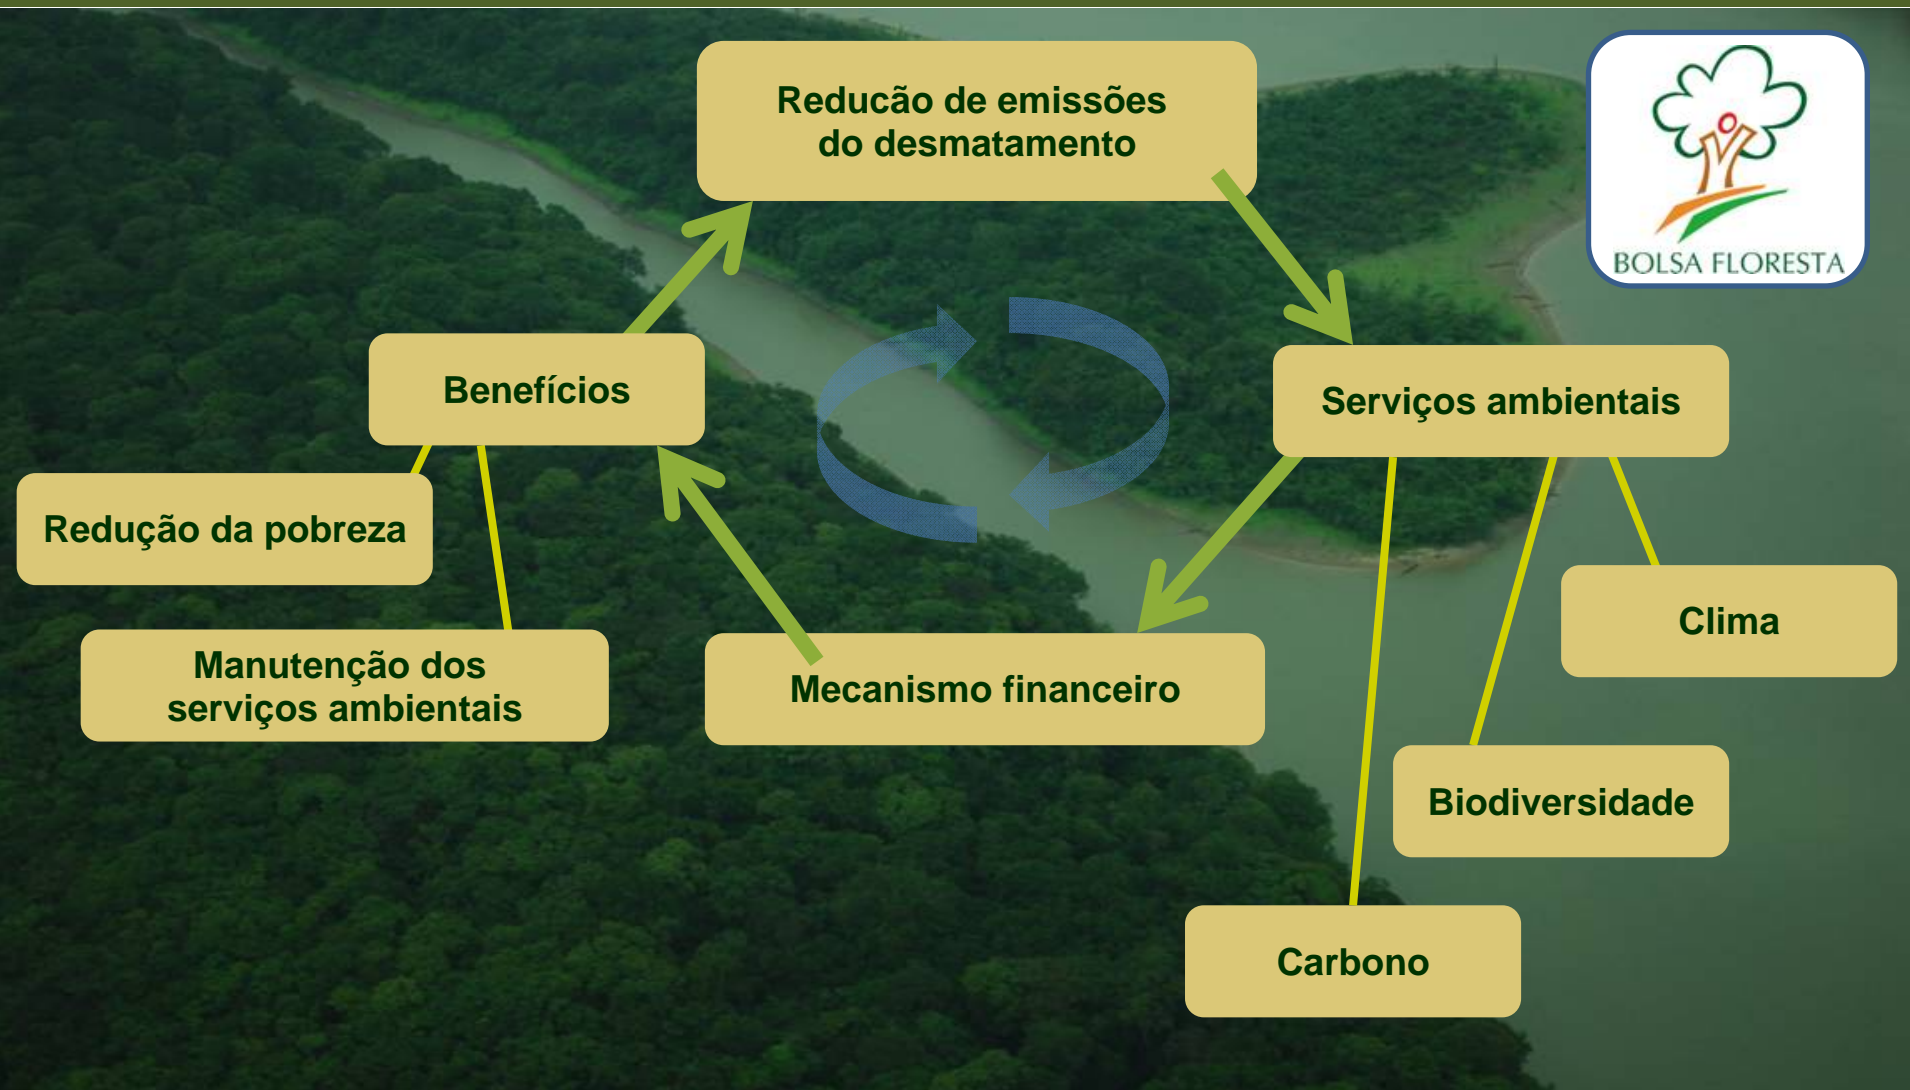 Reducão de emissões
do desmatamento
BOLSA FLORESTA
Benefícios
Serviços ambientais
Redução da pobreza
Clima
Manutenção dos
serviços ambientais
Mecanismo financeiro
Biodiversidade
Carbono